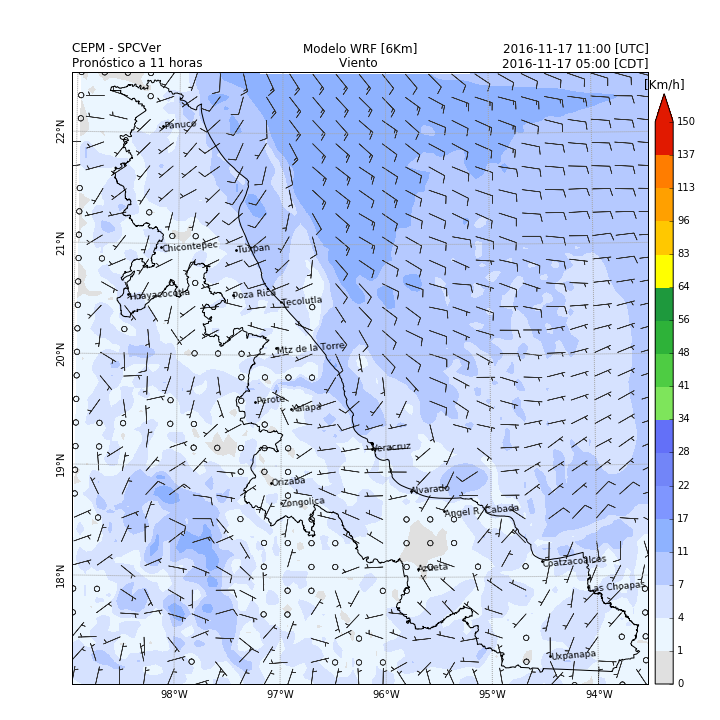 CEPM - SPCVer Modelo WRF [6Km] 2016-11-17 11:00 [UTC]
Pronóstico a 11 horas Viento 2016-11-17 05:00 [CDT]
[Km/h]
150
137
113
96
83
64
56
48
41
34
28
22
17
11
7
4
1
0
22°N
21°N
20°N
19°N
18°N
Panuco
Chicontepec
Tuxpan
Huayacocotla
Poza Rica
Tecolutla
Mtz de la Torre
Perote
Xalapa
Veracruz
Orizaba
Alvarado
Zongolica
Angel R. Cabada
Coatzacoalcos
Azueta
Las Choapas
Uxpanapa
98°W 97°W 96°W 95°W 94°W